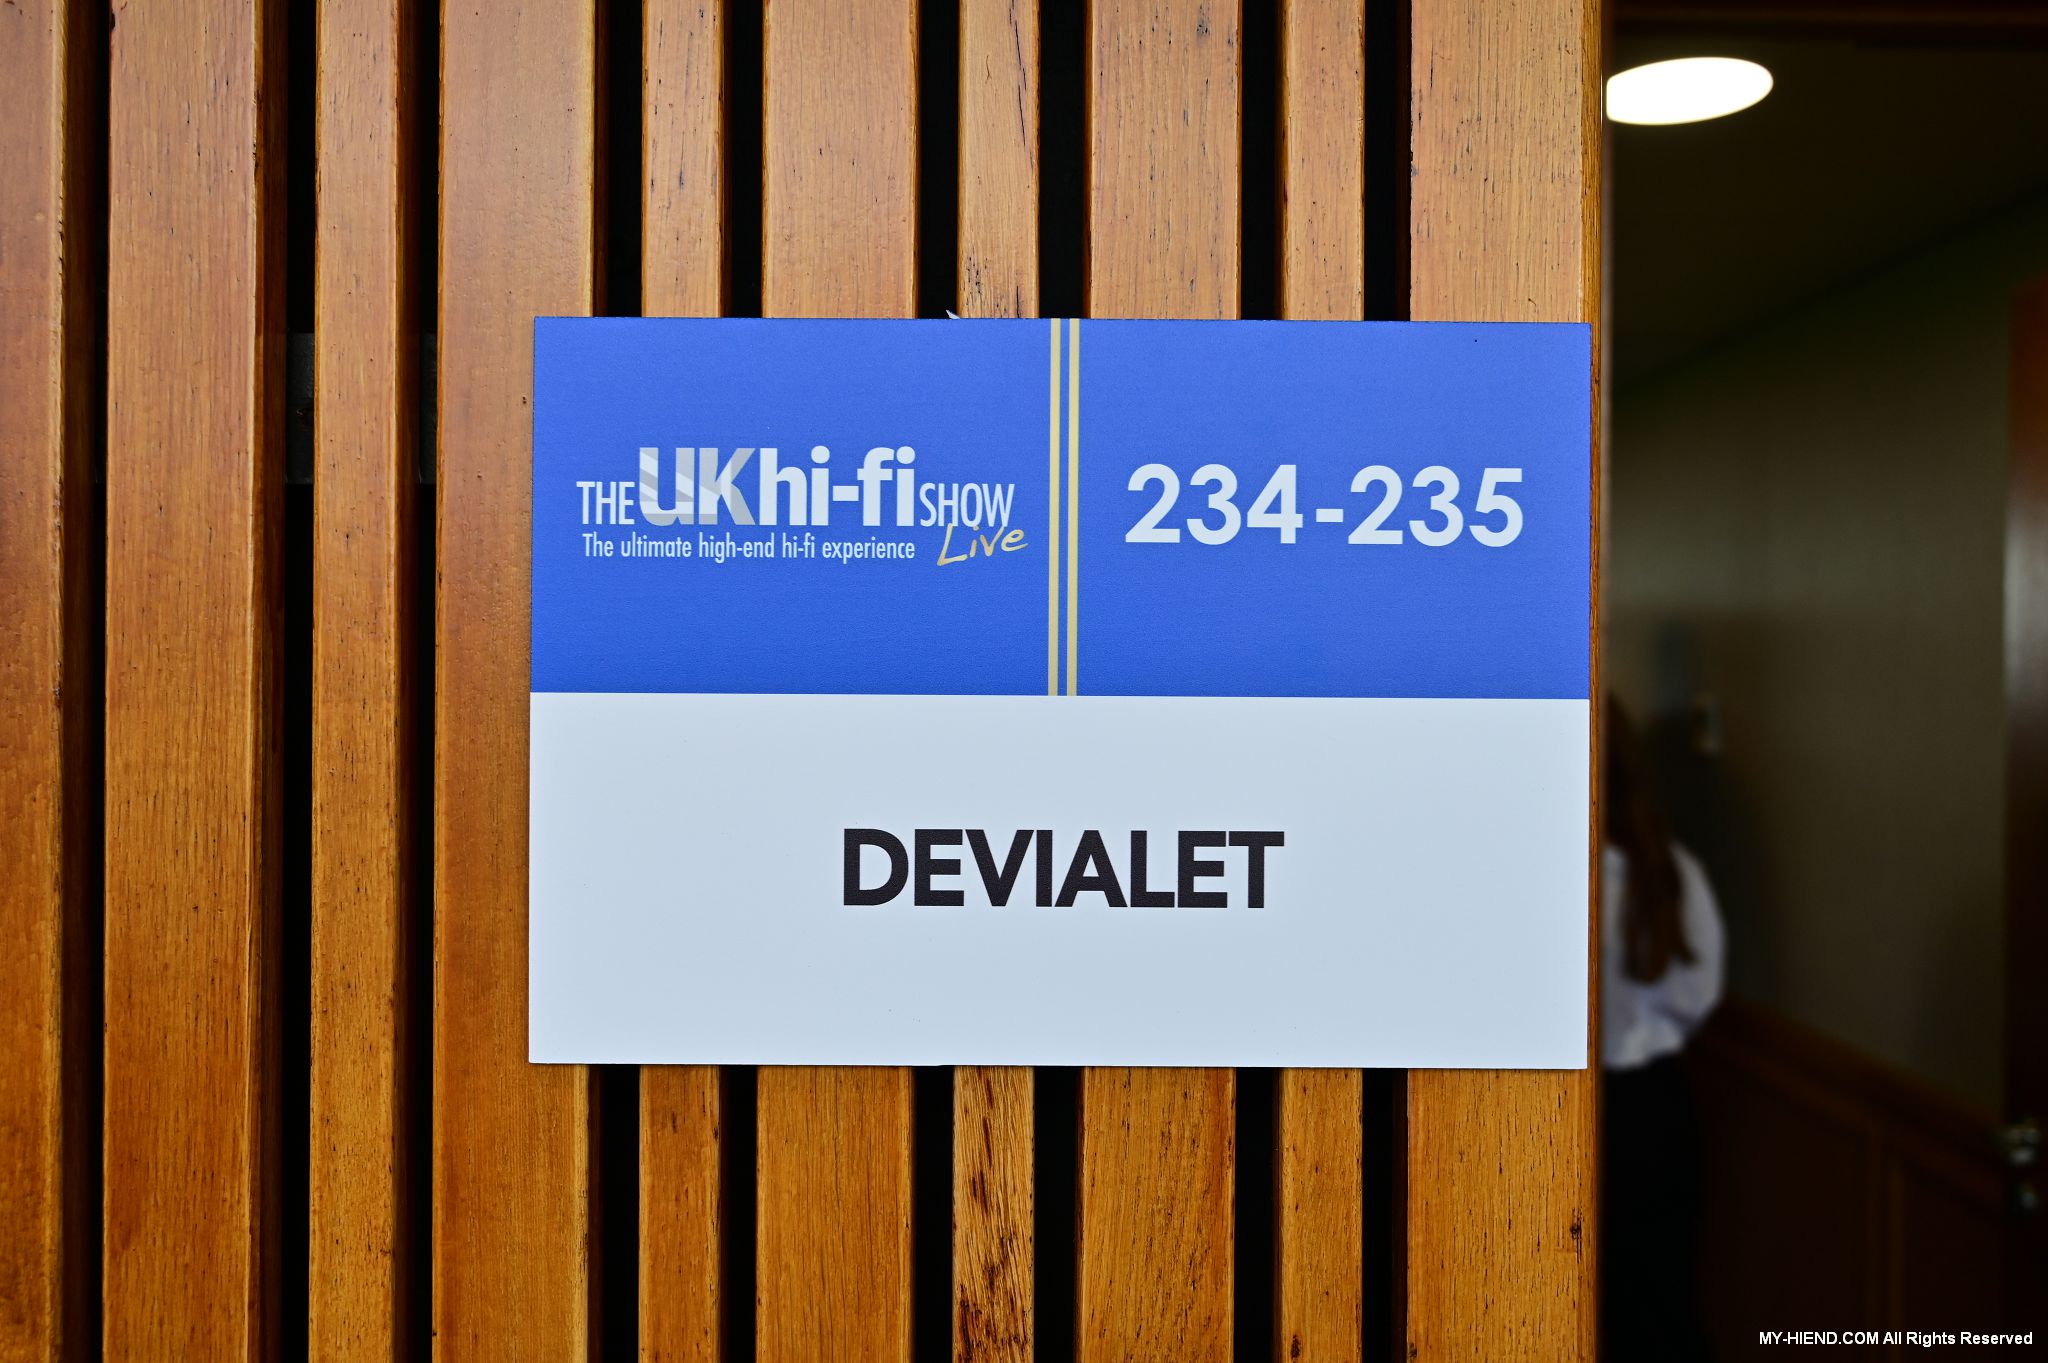 THE UK hi-fi SHOW
Live
The ultimate high-end hi-fi experience
234-235
DEVIALET
MY-HIEND.COM All Rights Reserved